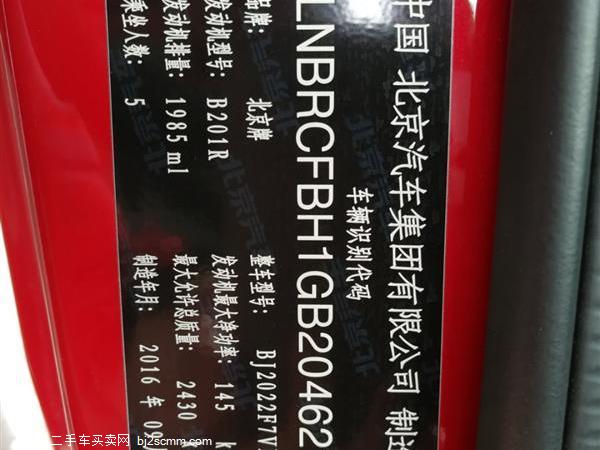 中国 北京汽车集团有限公司 制造
车辆识别代码
LNBRCFBH1GB20462
品牌: 北京牌 整车型号: BJ2022F7V
发动机型号: B201R 发动机最大净功率: 145 k
发动机排量: 1985 ml 最大允许总质量: 2430
乘坐人数: 5 制造年月: 2016 年 09
二手车买卖网 bj2scmm.com